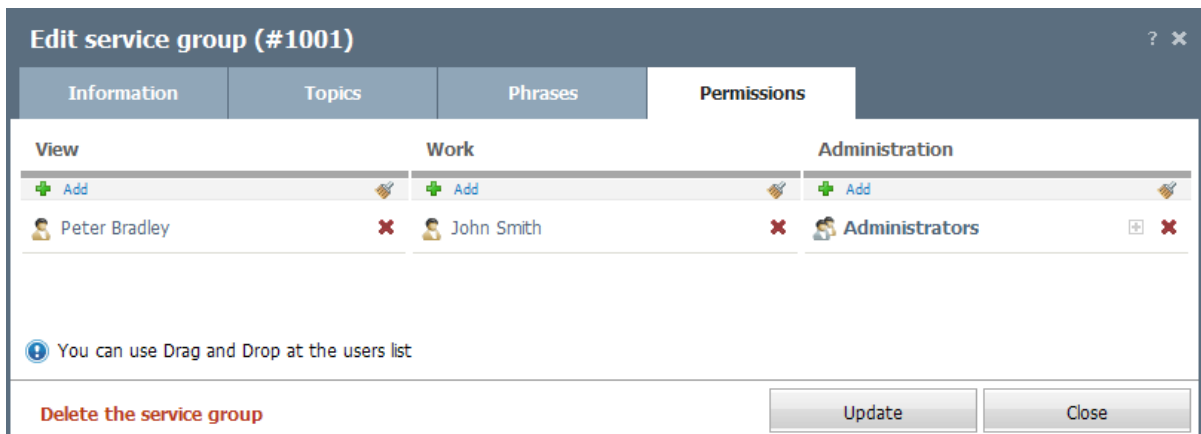 Edit service group (#1001) ?
Information Topics Phrases Permissions
View Work Administration
Add Add Add
Peter Bradley John Smith Administrators
You can use Drag and Drop at the users list
Delete the service group Update Close